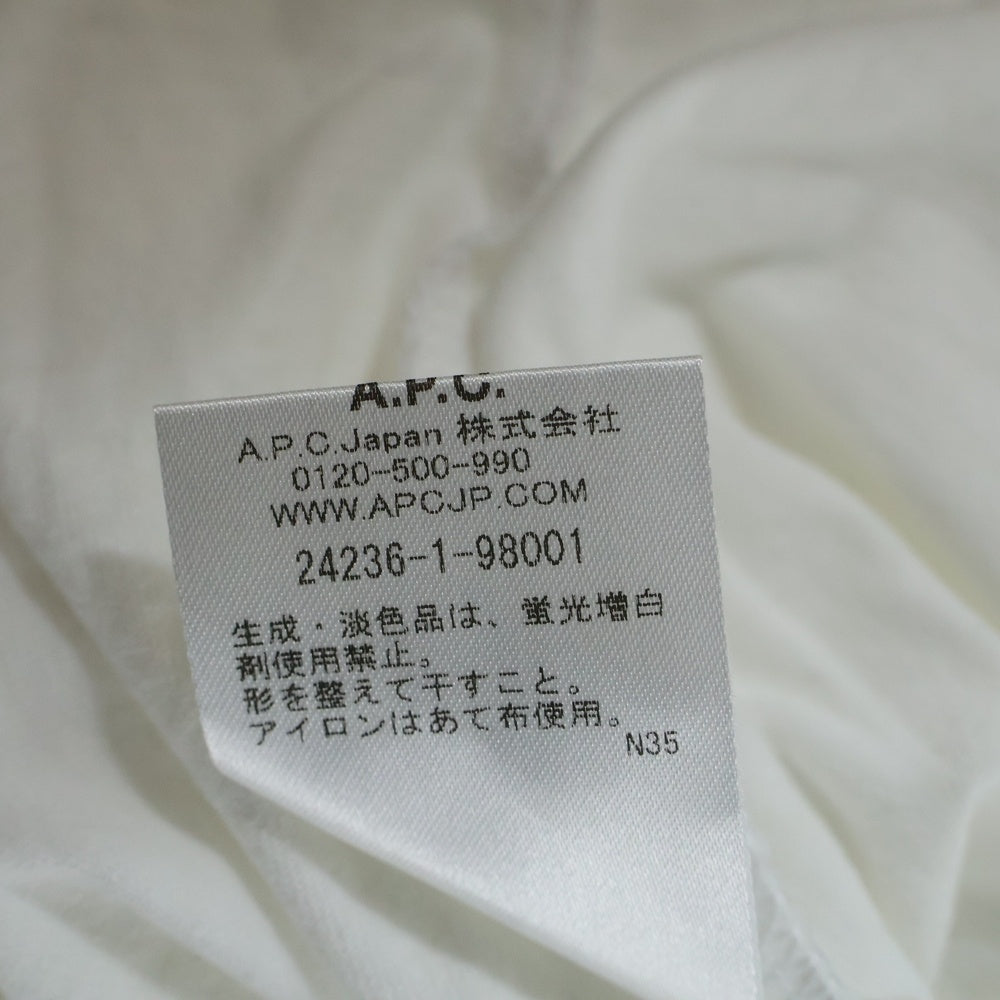 A.P.C.
A.P.C.Japan 株式会社
0120-500-990
WWW.APCJP.COM
24236-1-98001
生成・淡色品は、蛍光増白
剤使用禁止。
形を整えて干すこと。
アイロンはあて布使用。
N35